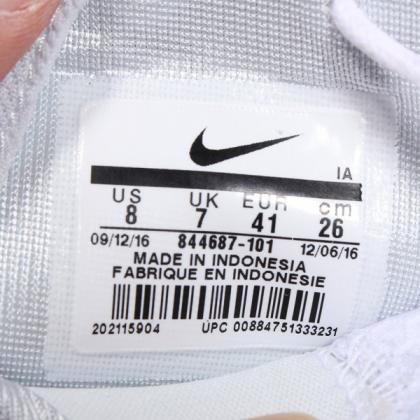 IA
US UK EUR cm
8 7 41 26
09/12/16 844687-101 12/06/16
MADE IN INDONESIA
FABRIQUE EN INDONESIE
202115904 UPC 00884751333231